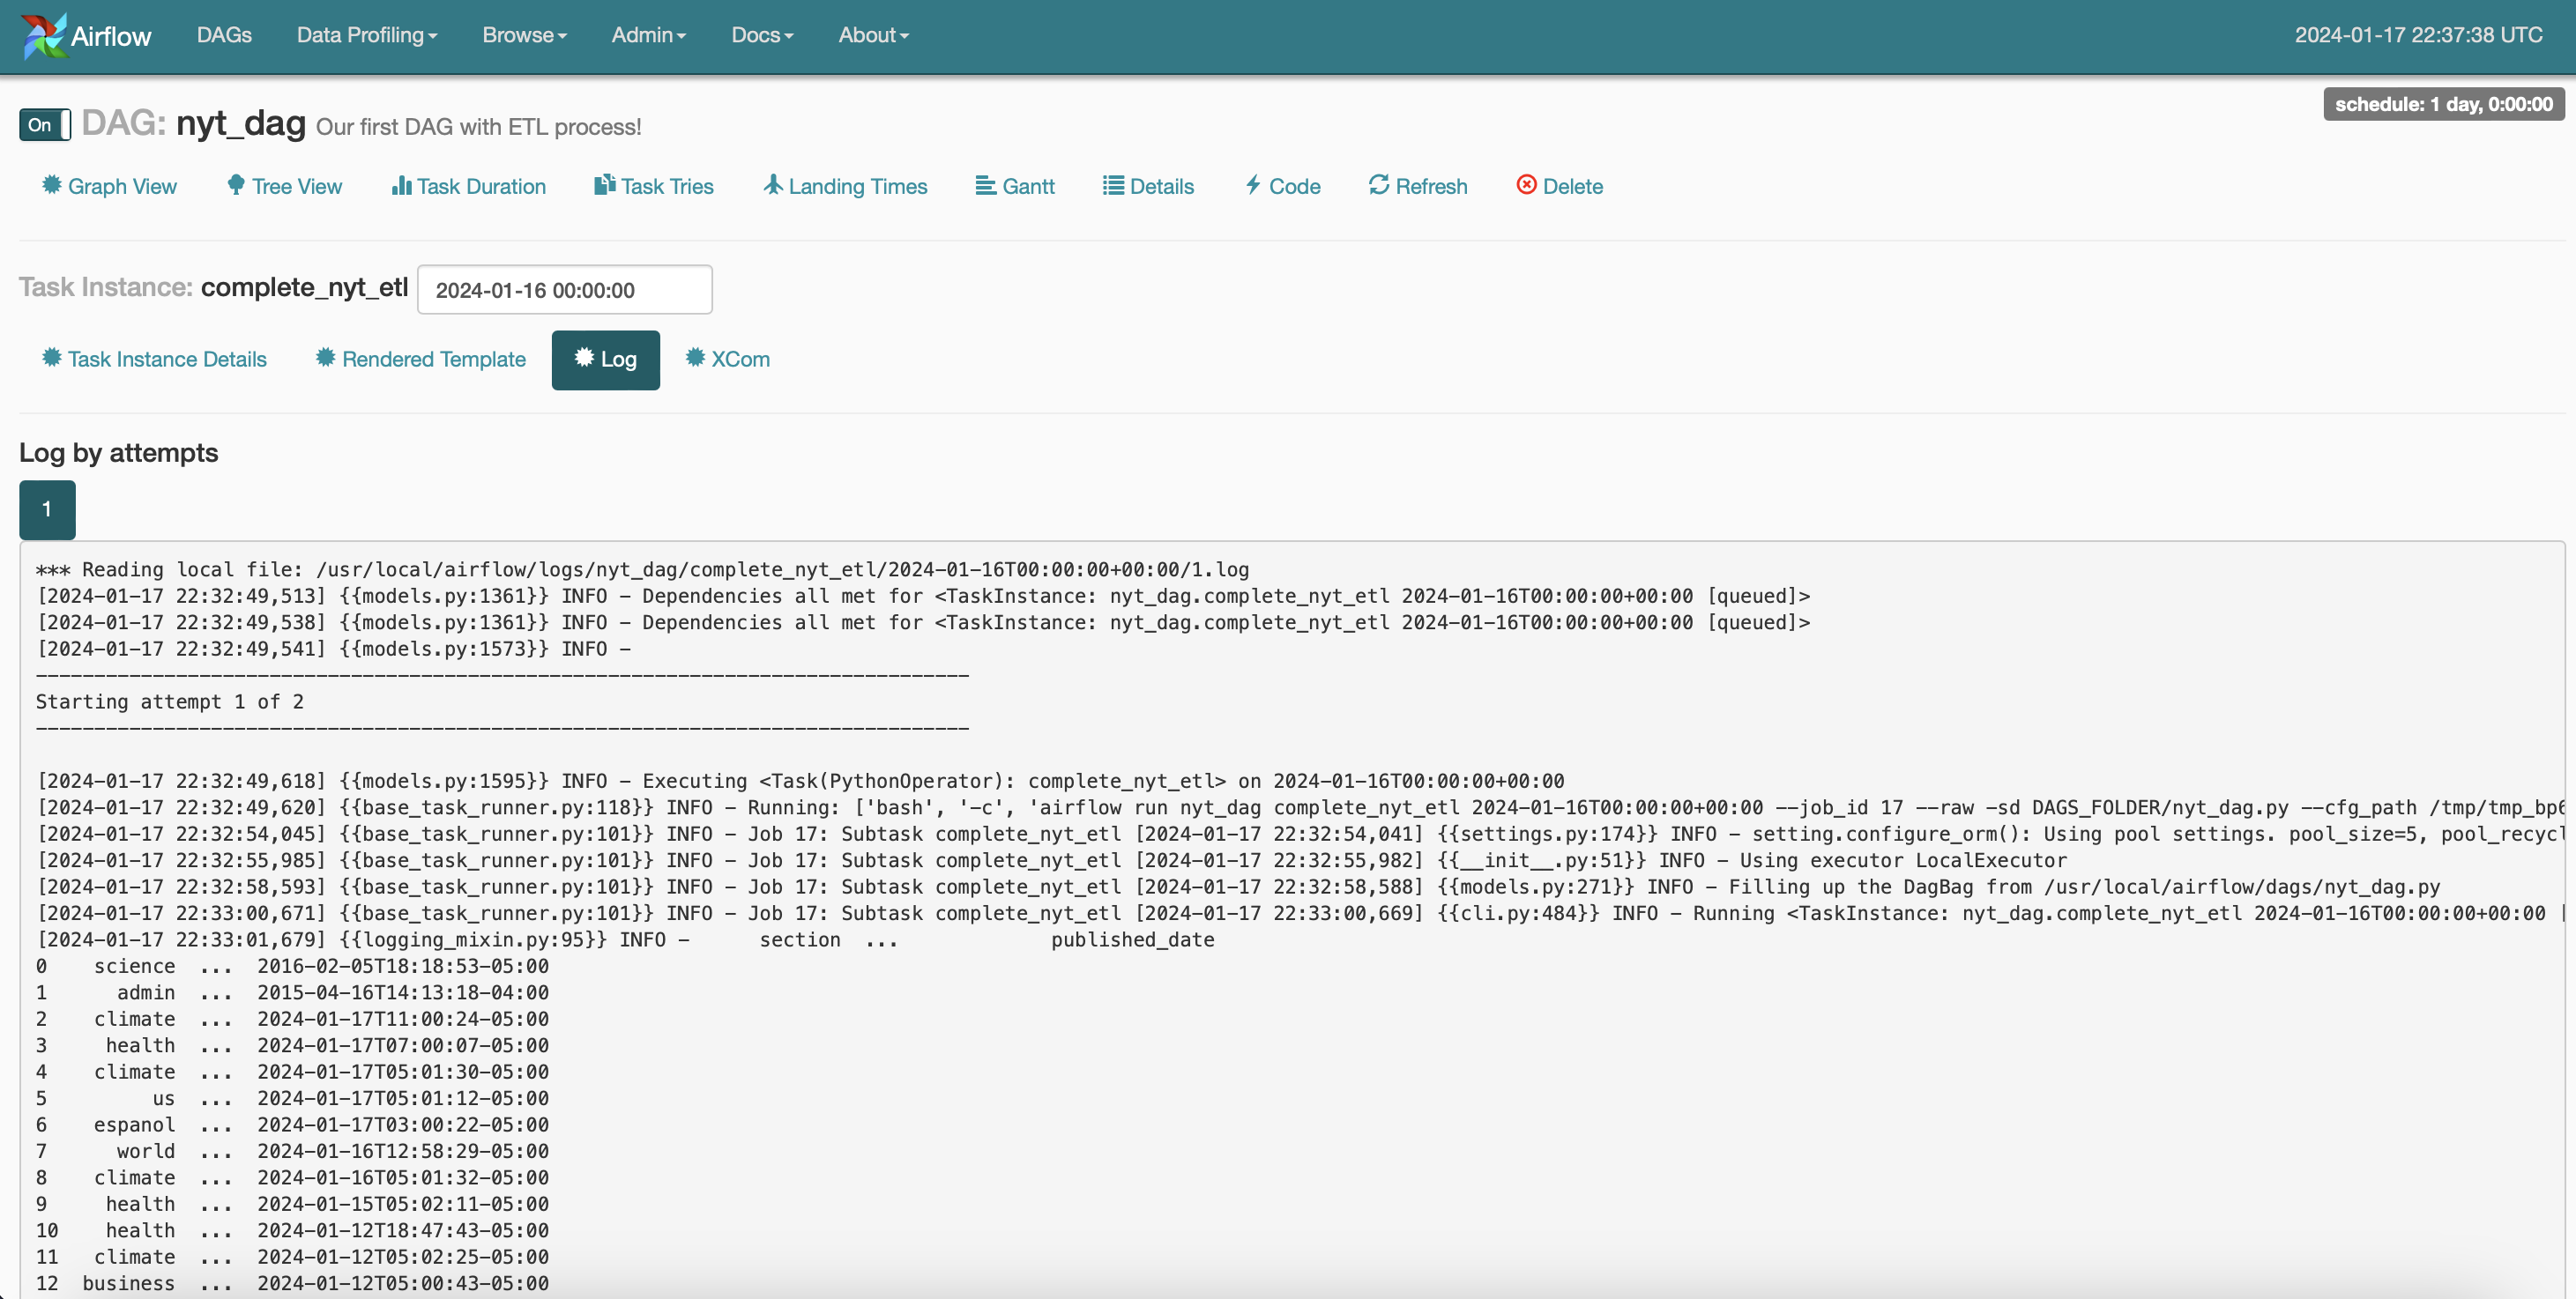 Airflow DAGs Data Profiling Browse Admin Docs About 2024-01-17 22:37:38 UTC
schedule: 1 day, 0:00:00
On DAG: nyt_dag Our first DAG with ETL process!
Graph View Tree View Task Duration Task Tries Landing Times Gantt Details Code Refresh Delete
Task Instance: complete_nyt_etl 2024-01-16 00:00:00
Task Instance Details Rendered Template Log XCom
Log by attempts
1
*** Reading local file: /usr/local/airflow/logs/nyt_dag/complete_nyt_etl/2024-01-16T00:00:00+00:00/1.log
[2024-01-17 22:32:49,513] {{models.py:1361}} INFO - Dependencies all met for <TaskInstance: nyt_dag.complete_nyt_etl 2024-01-16T00:00:00+00:00 [queued]>
[2024-01-17 22:32:49,538] {{models.py:1361}} INFO - Dependencies all met for <TaskInstance: nyt_dag.complete_nyt_etl 2024-01-16T00:00:00+00:00 [queued]>
[2024-01-17 22:32:49,541] {{models.py:1573}} INFO -
--------------------------------------------------------------------------------
Starting attempt 1 of 2
--------------------------------------------------------------------------------
[2024-01-17 22:32:49,618] {{models.py:1595}} INFO - Executing <Task(PythonOperator): complete_nyt_etl> on 2024-01-16T00:00:00+00:00
[2024-01-17 22:32:49,620] {{base_task_runner.py:118}} INFO - Running: ['bash', '-c', 'airflow run nyt_dag complete_nyt_etl 2024-01-16T00:00:00+00:00 --job_id 17 --raw -sd DAGS_FOLDER/nyt_dag.py --cfg_path /tmp/tmp_bp6
[2024-01-17 22:32:54,045] {{base_task_runner.py:101}} INFO - Job 17: Subtask complete_nyt_etl [2024-01-17 22:32:54,041] {{settings.py:174}} INFO - setting.configure_orm(): Using pool settings. pool_size=5, pool_recycl
[2024-01-17 22:32:55,985] {{base_task_runner.py:101}} INFO - Job 17: Subtask complete_nyt_etl [2024-01-17 22:32:55,982] {{__init__.py:51}} INFO - Using executor LocalExecutor
[2024-01-17 22:32:58,593] {{base_task_runner.py:101}} INFO - Job 17: Subtask complete_nyt_etl [2024-01-17 22:32:58,588] {{models.py:271}} INFO - Filling up the DagBag from /usr/local/airflow/dags/nyt_dag.py
[2024-01-17 22:33:00,671] {{base_task_runner.py:101}} INFO - Job 17: Subtask complete_nyt_etl [2024-01-17 22:33:00,669] {{cli.py:484}} INFO - Running <TaskInstance: nyt_dag.complete_nyt_etl 2024-01-16T00:00:00+00:00 [
[2024-01-17 22:33:01,679] {{logging_mixin.py:95}} INFO - section ... published_date
0 science ... 2016-02-05T18:18:53-05:00
1 admin ... 2015-04-16T14:13:18-04:00
2 climate ... 2024-01-17T11:00:24-05:00
3 health ... 2024-01-17T07:00:07-05:00
4 climate ... 2024-01-17T05:01:30-05:00
5 us ... 2024-01-17T05:01:12-05:00
6 espanol ... 2024-01-17T03:00:22-05:00
7 world ... 2024-01-16T12:58:29-05:00
8 climate ... 2024-01-16T05:01:32-05:00
9 health ... 2024-01-15T05:02:11-05:00
10 health ... 2024-01-12T18:47:43-05:00
11 climate ... 2024-01-12T05:02:25-05:00
12 business ... 2024-01-12T05:00:43-05:00